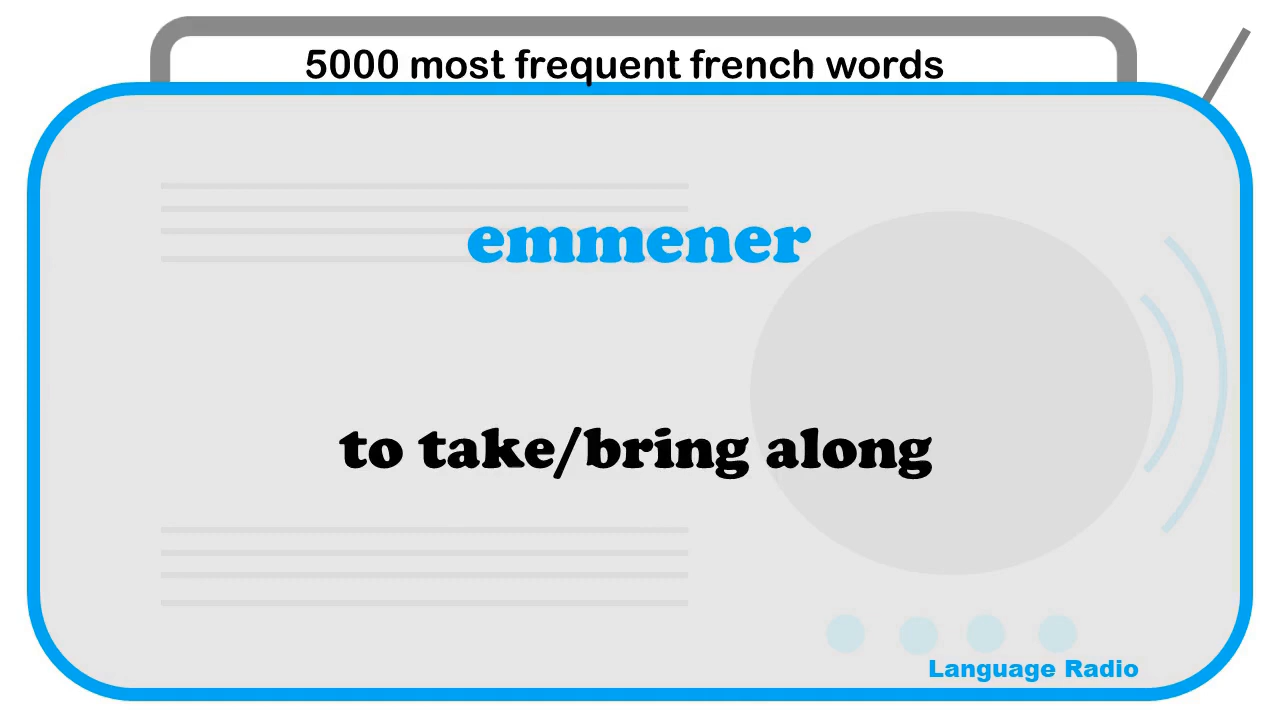 5000 most frequent french words
emmener
to take/bring along
Language Radio